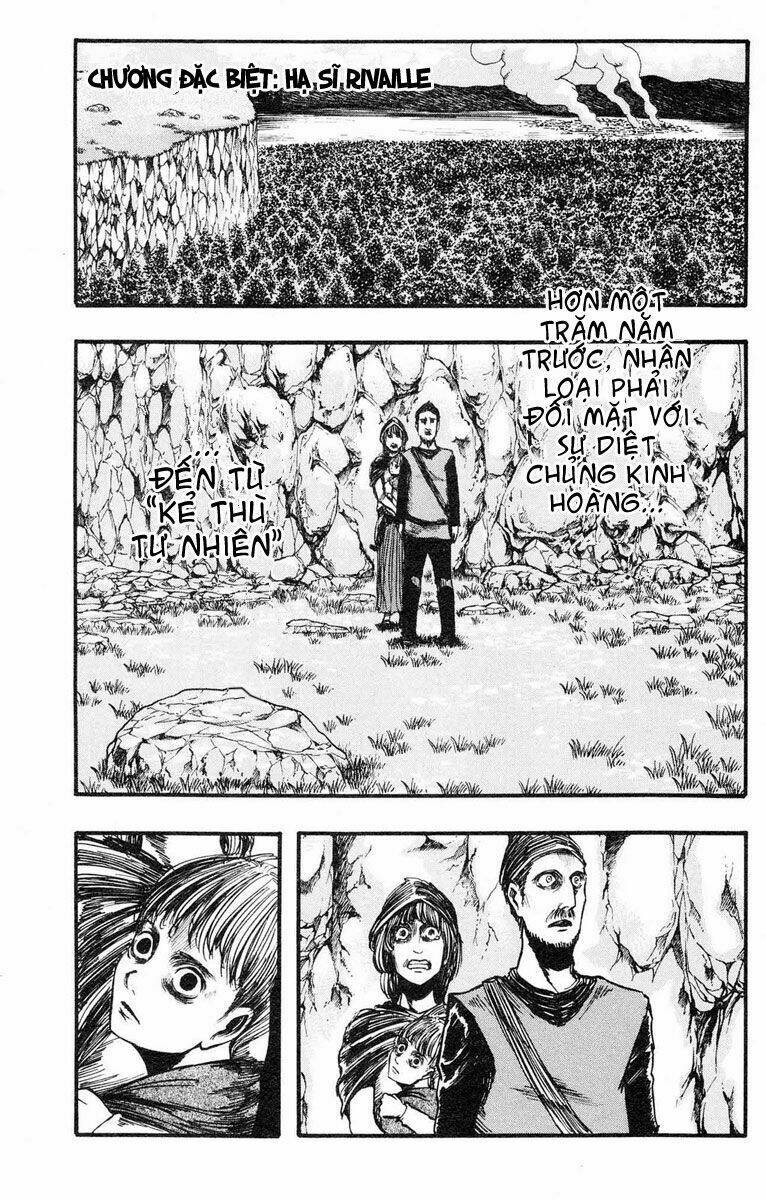 CHƯƠNG ĐẶC BIỆT: HẠ SĨ RIVAILLE
HƠN MỘT
TRĂM NĂM
TRƯỚC, NHÂN
LOẠI PHẢI
ĐỐI MẶT VỚI
SỰ DIỆT
CHỦNG KINH
HOÀNG...
...
ĐẾN TỪ
“KẺ THÙ
TỰ NHIÊN”